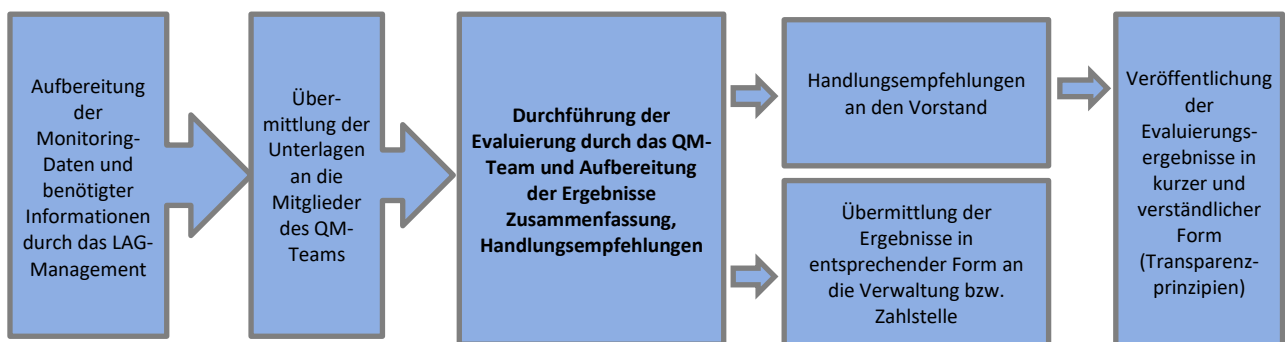 Aufbereitung
der
Monitoring-
Daten und
benötigter
Informationen
durch das LAG-
Management
Über-
mittlung der
Unterlagen
an die
Mitglieder
des QM-
Teams
Durchführung der
Evaluierung durch das QM-
Team und Aufbereitung
der Ergebnisse
Zusammenfassung,
Handlungsempfehlungen
Handlungsempfehlungen
an den Vorstand
Übermittlung der
Ergebnisse in
entsprechender Form an
die Verwaltung bzw.
Zahlstelle
Veröffentlichung
der
Evaluierungs-
ergebnisse in
kurzer und
verständlicher
Form
(Transparenz-
prinzipien)